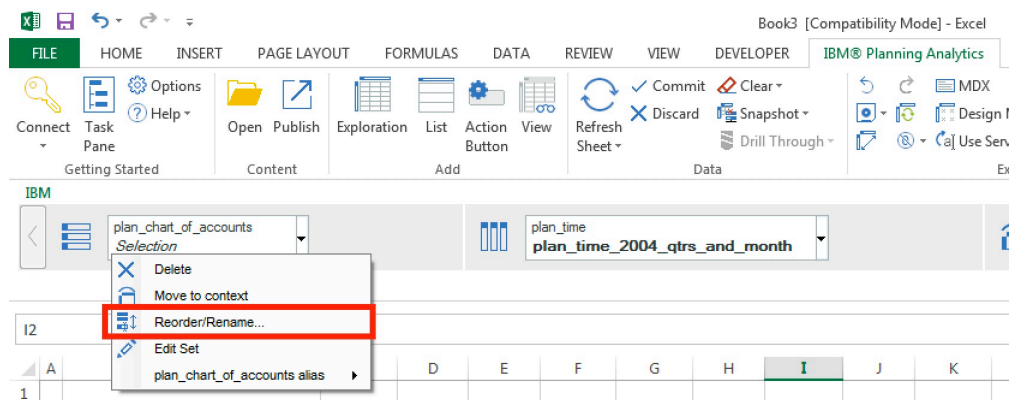 Book3 [Compatibility Mode] - Excel
FILE HOME INSERT PAGE LAYOUT FORMULAS DATA REVIEW VIEW DEVELOPER IBM® Planning Analytics
Connect
Task Pane
Options
Help
Getting Started
Open
Publish
Content
Exploration
List
Action Button
View
Add
Refresh Sheet
Commit
Discard
Clear
Snapshot
Drill Through
Data
MDX
Design
Use
IBM
plan_chart_of_accounts
Selection
plan_time
plan_time_2004_qtrs_and_month
Delete
Move to context
Reorder/Rename...
Edit Set
plan_chart_of_accounts alias
I2
A D E F G H I J K
1